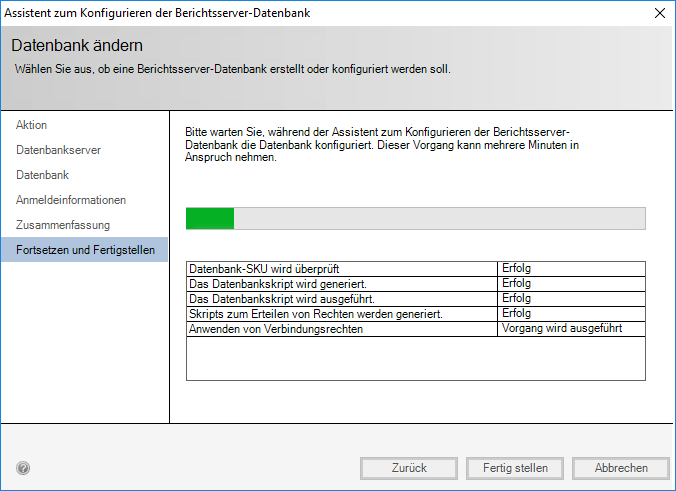 Assistent zum Konfigurieren der Berichtsserver-Datenbank
Datenbank ändern
Wählen Sie aus, ob eine Berichtsserver-Datenbank erstellt oder konfiguriert werden soll.
Aktion
Datenbankserver
Datenbank
Anmeldeinformationen
Zusammenfassung
Fortsetzen und Fertigstellen
Bitte warten Sie, während der Assistent zum Konfigurieren der Berichtsserver-
Datenbank die Datenbank konfiguriert. Dieser Vorgang kann mehrere Minuten in
Anspruch nehmen.
Datenbank-SKU wird überprüft Erfolg
Das Datenbankskript wird generiert. Erfolg
Das Datenbankskript wird ausgeführt. Erfolg
Skripts zum Erteilen von Rechten werden generiert. Erfolg
Anwenden von Verbindungsrechten Vorgang wird ausgeführt
?
Zurück Fertig stellen Abbrechen